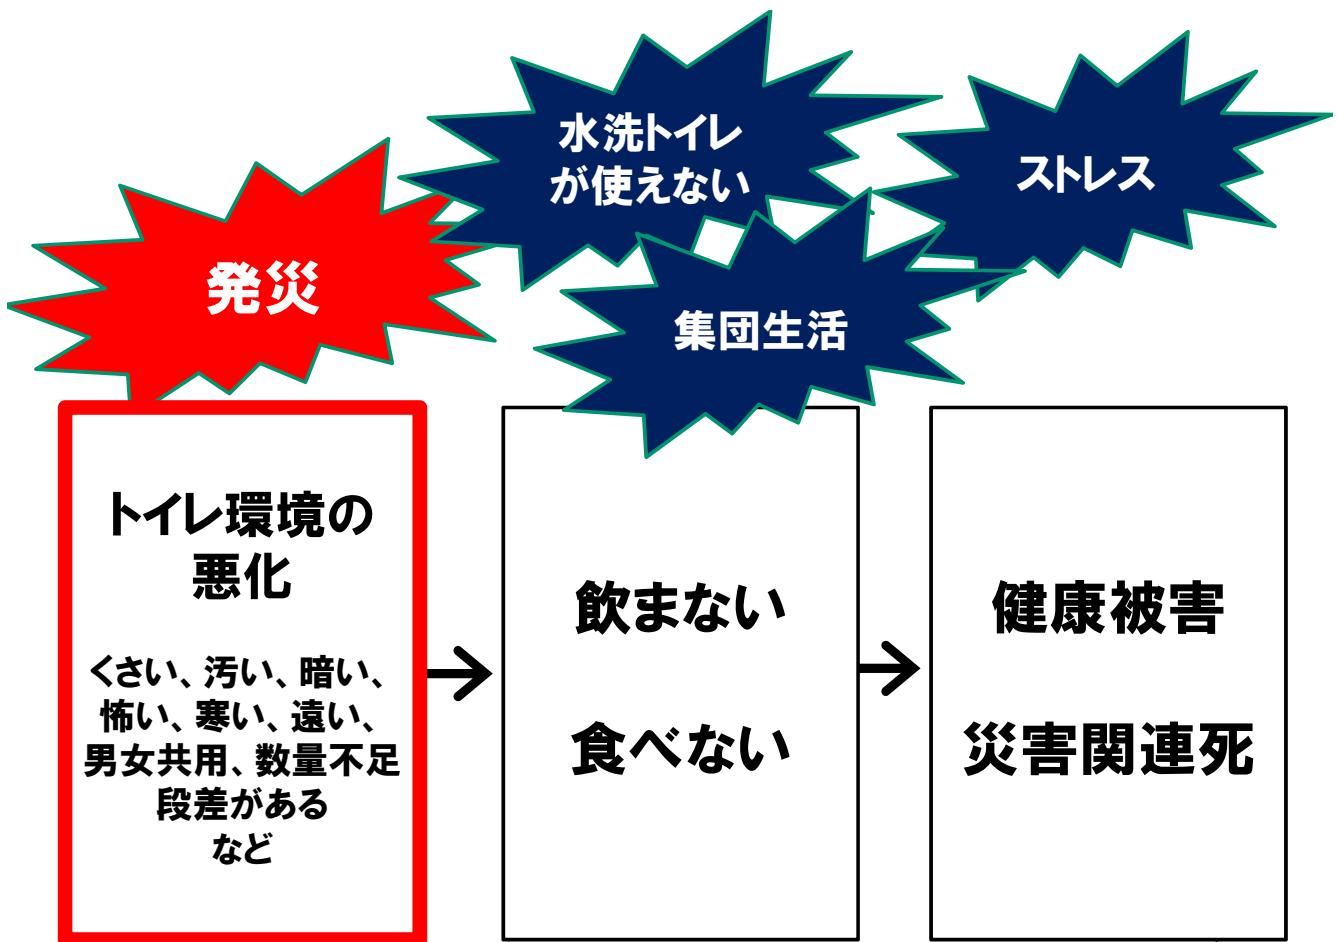 発災
水洗トイレ
が使えない
集団生活
ストレス
トイレ環境の
悪化
くさい、汚い、暗い、
怖い、寒い、遠い、
男女共用、数量不足
段差がある
など
飲まない
食べない
健康被害
災害関連死